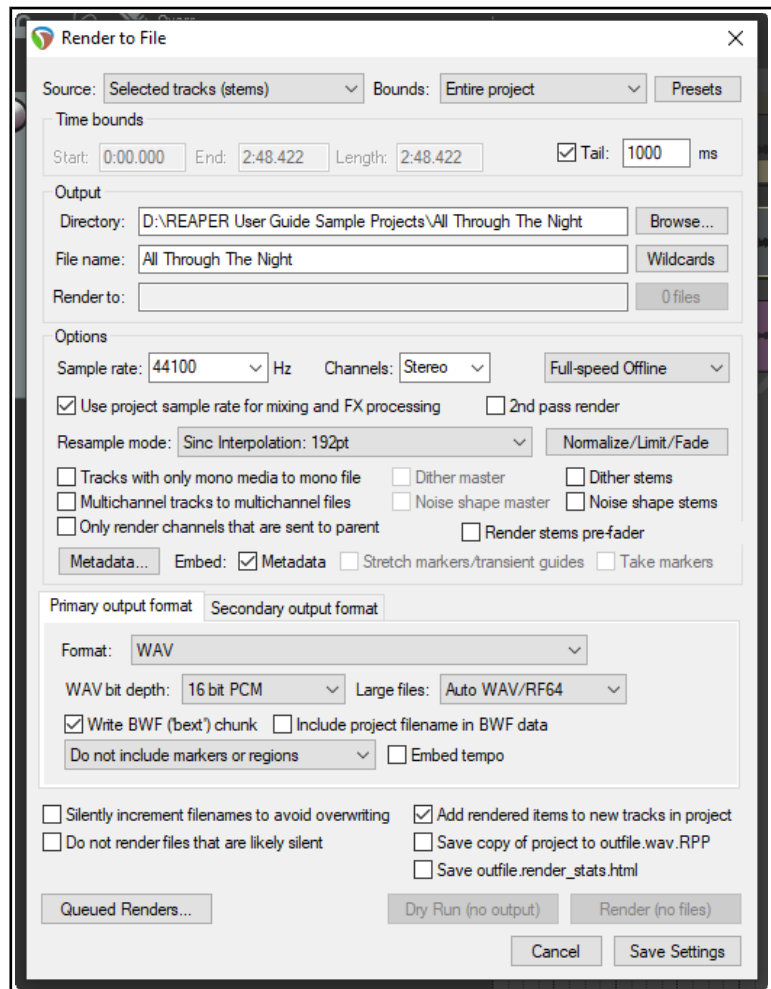 Render to File
Source: Selected tracks (stems) Bounds: Entire project Presets
Time bounds
Start: 0:00.000 End: 2:48.422 Length: 2:48.422 Tail: 1000 ms
Output
Directory: D:\REAPER User Guide Sample Projects\All Through The Night Browse...
File name: All Through The Night Wildcards
Render to: 0 files
Options
Sample rate: 44100 Hz Channels: Stereo Full-speed Offline
Use project sample rate for mixing and FX processing 2nd pass render
Resample mode: Sinc Interpolation: 192pt Normalize/Limit/Fade
Tracks with only mono media to mono file Dither master Dither stems
Multichannel tracks to multichannel files Noise shape master Noise shape stems
Only render channels that are sent to parent Render stems pre-fader
Metadata... Embed: Metadata Stretch markers/transient guides Take markers
Primary output format Secondary output format
Format: WAV
WAV bit depth: 16 bit PCM Large files: Auto WAV/RF64
Write BWF ('bext') chunk Include project filename in BWF data
Do not include markers or regions Embed tempo
Silently increment filenames to avoid overwriting Add rendered items to new tracks in project
Do not render files that are likely silent Save copy of project to outfile.wav.RPP
Save outfile.render_stats.html
Queued Renders... Dry Run (no output) Render (no files)
Cancel Save Settings